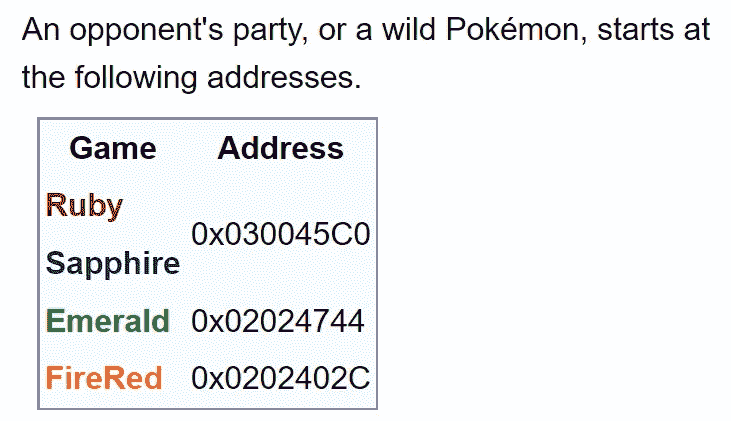 An opponent's party, or a wild Pokémon, starts at
the following addresses.
Game Address
Ruby
0x030045C0
Sapphire
Emerald 0x02024744
FireRed 0x0202402C